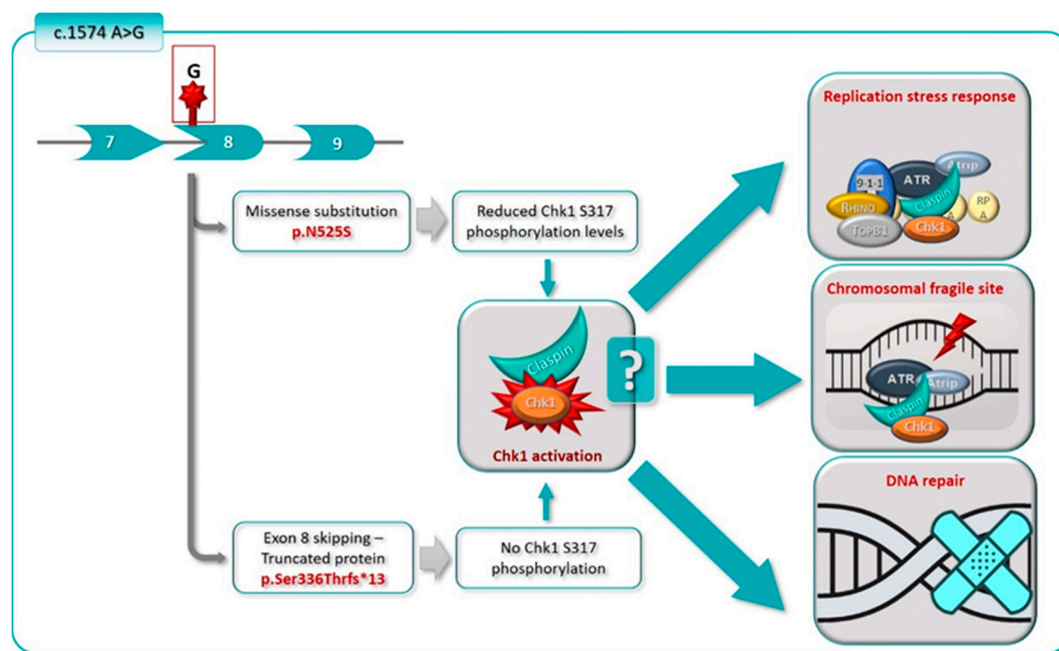 c.1574 A>G
G
7
8
9
Missense substitution
p.N525S
Reduced Chk1 S317
phosphorylation levels
Claspin
Chk1
?
Chk1 activation
Exon 8 skipping –
Truncated protein
p.Ser336Thrfs*13
No Chk1 S317
phosphorylation
Replication stress response
9-1-1
ATR
Atrip
RHINO
Claspin
A
RP
A
TOPB1
Chk1
Chromosomal fragile site
ATR
Atrip
Claspin
Chk1
DNA repair